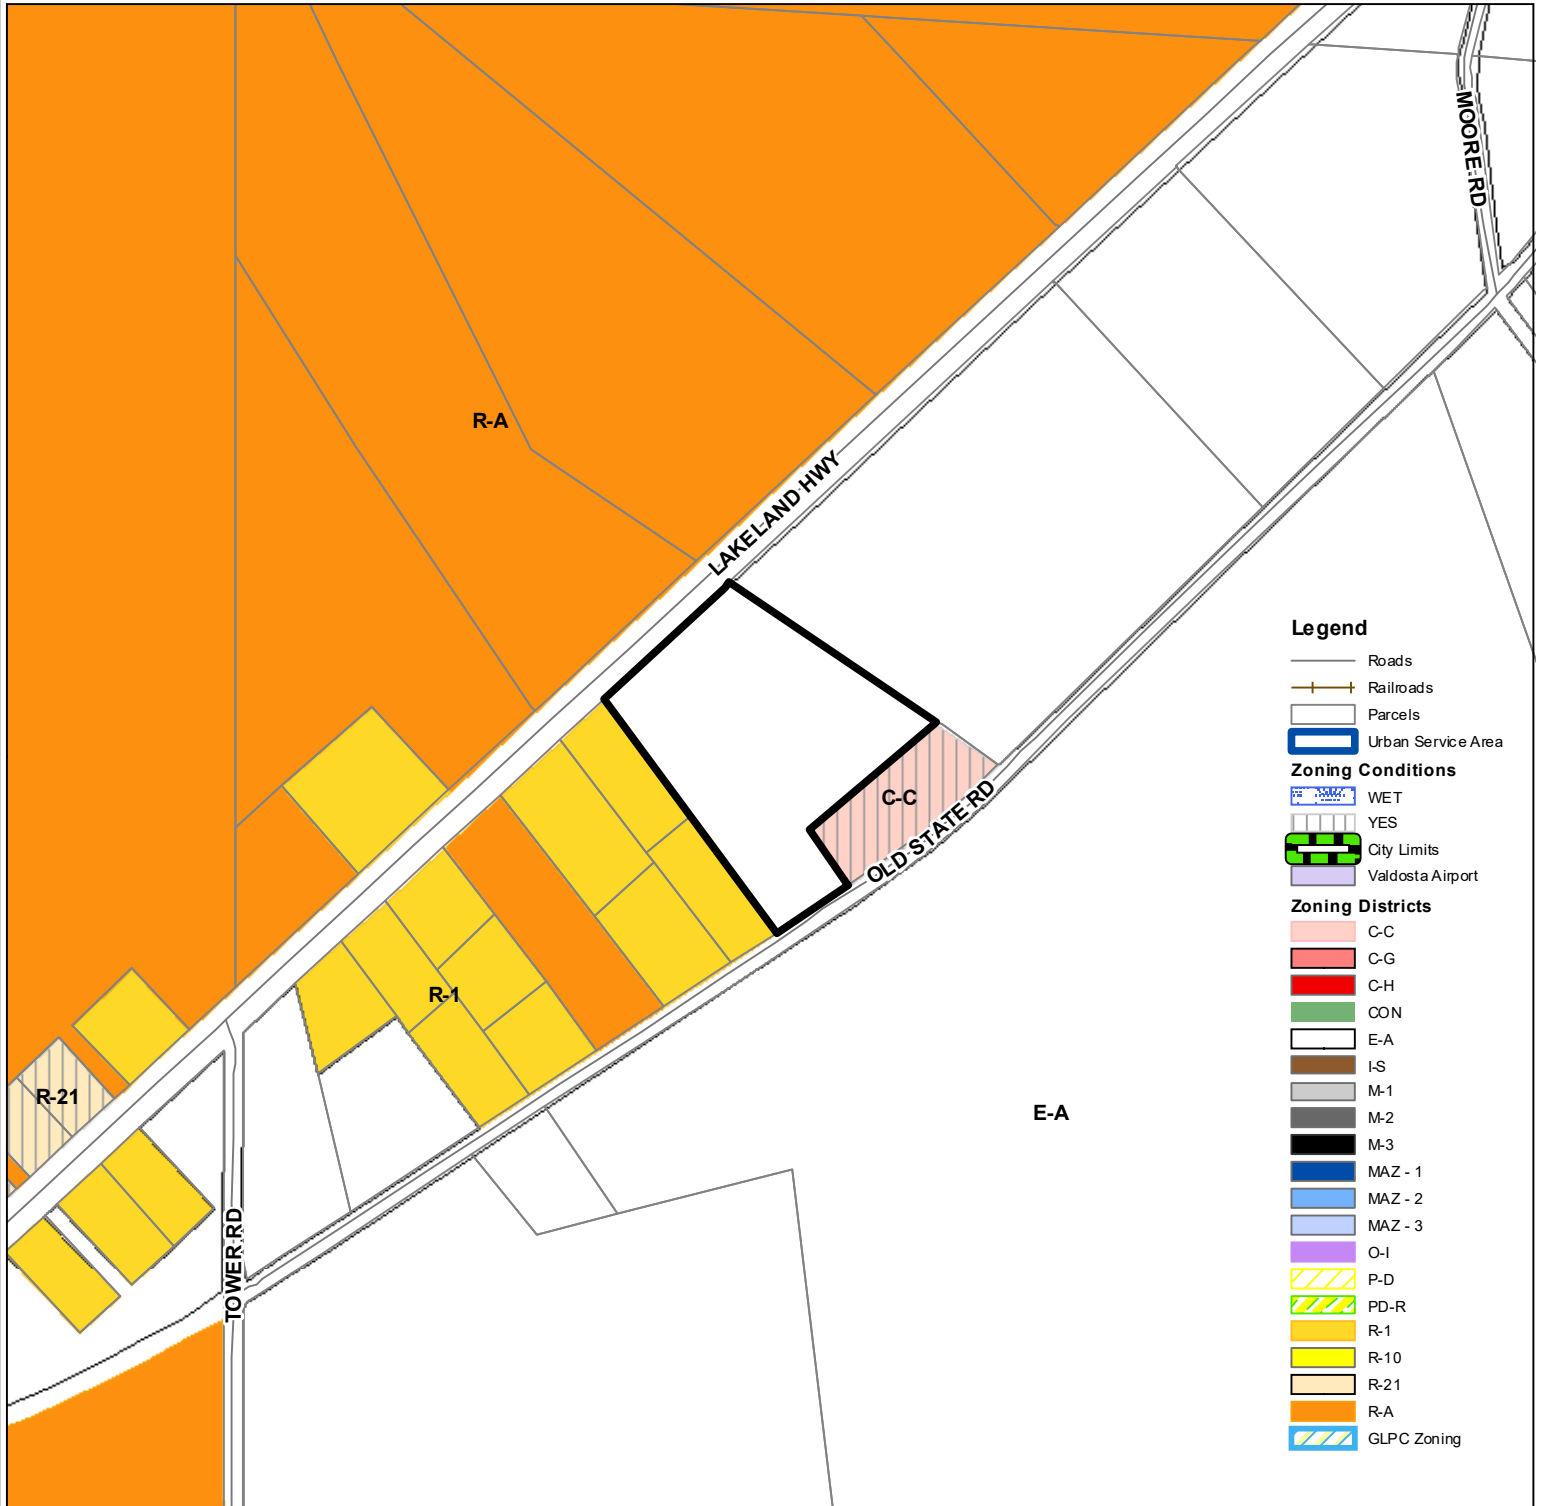 MOORE RD
R-A
LAKELAND HWY
C-C
OLD STATE RD
R-1
R-21
E-A
TOWER RD
Legend
Roads
Railroads
Parcels
Urban Service Area
Zoning Conditions
WET
YES
City Limits
Valdosta Airport
Zoning Districts
C-C
C-G
C-H
CON
E-A
I-S
M-1
M-2
M-3
MAZ - 1
MAZ - 2
MAZ - 3
O-I
P-D
PD-R
R-1
R-10
R-21
R-A
GLPC Zoning